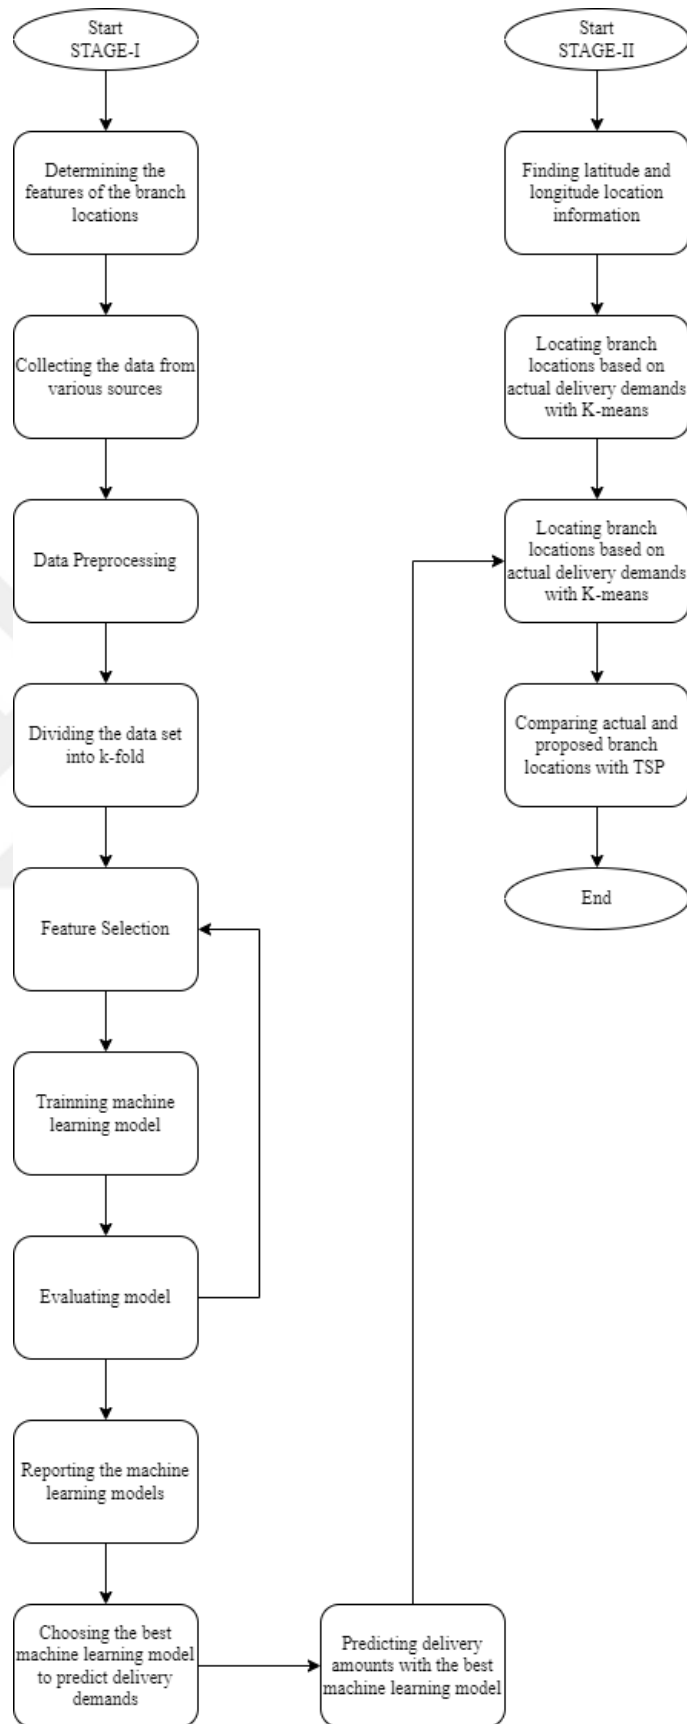 Start
STAGE-I
Determining the
features of the branch
locations
Collecting the data from
various sources
Data Preprocessing
Dividing the data set
into k-fold
Feature Selection
Trainning machine
learning model
Evaluating model
Reporting the machine
learning models
Choosing the best
machine learning model
to predict delivery
demands
Predicting delivery
amounts with the best
machine learning model
Start
STAGE-II
Finding latitude and
longitude location
information
Locating branch
locations based on
actual delivery demands
with K-means
Locating branch
locations based on
actual delivery demands
with K-means
Comparing actual and
proposed branch
locations with TSP
End